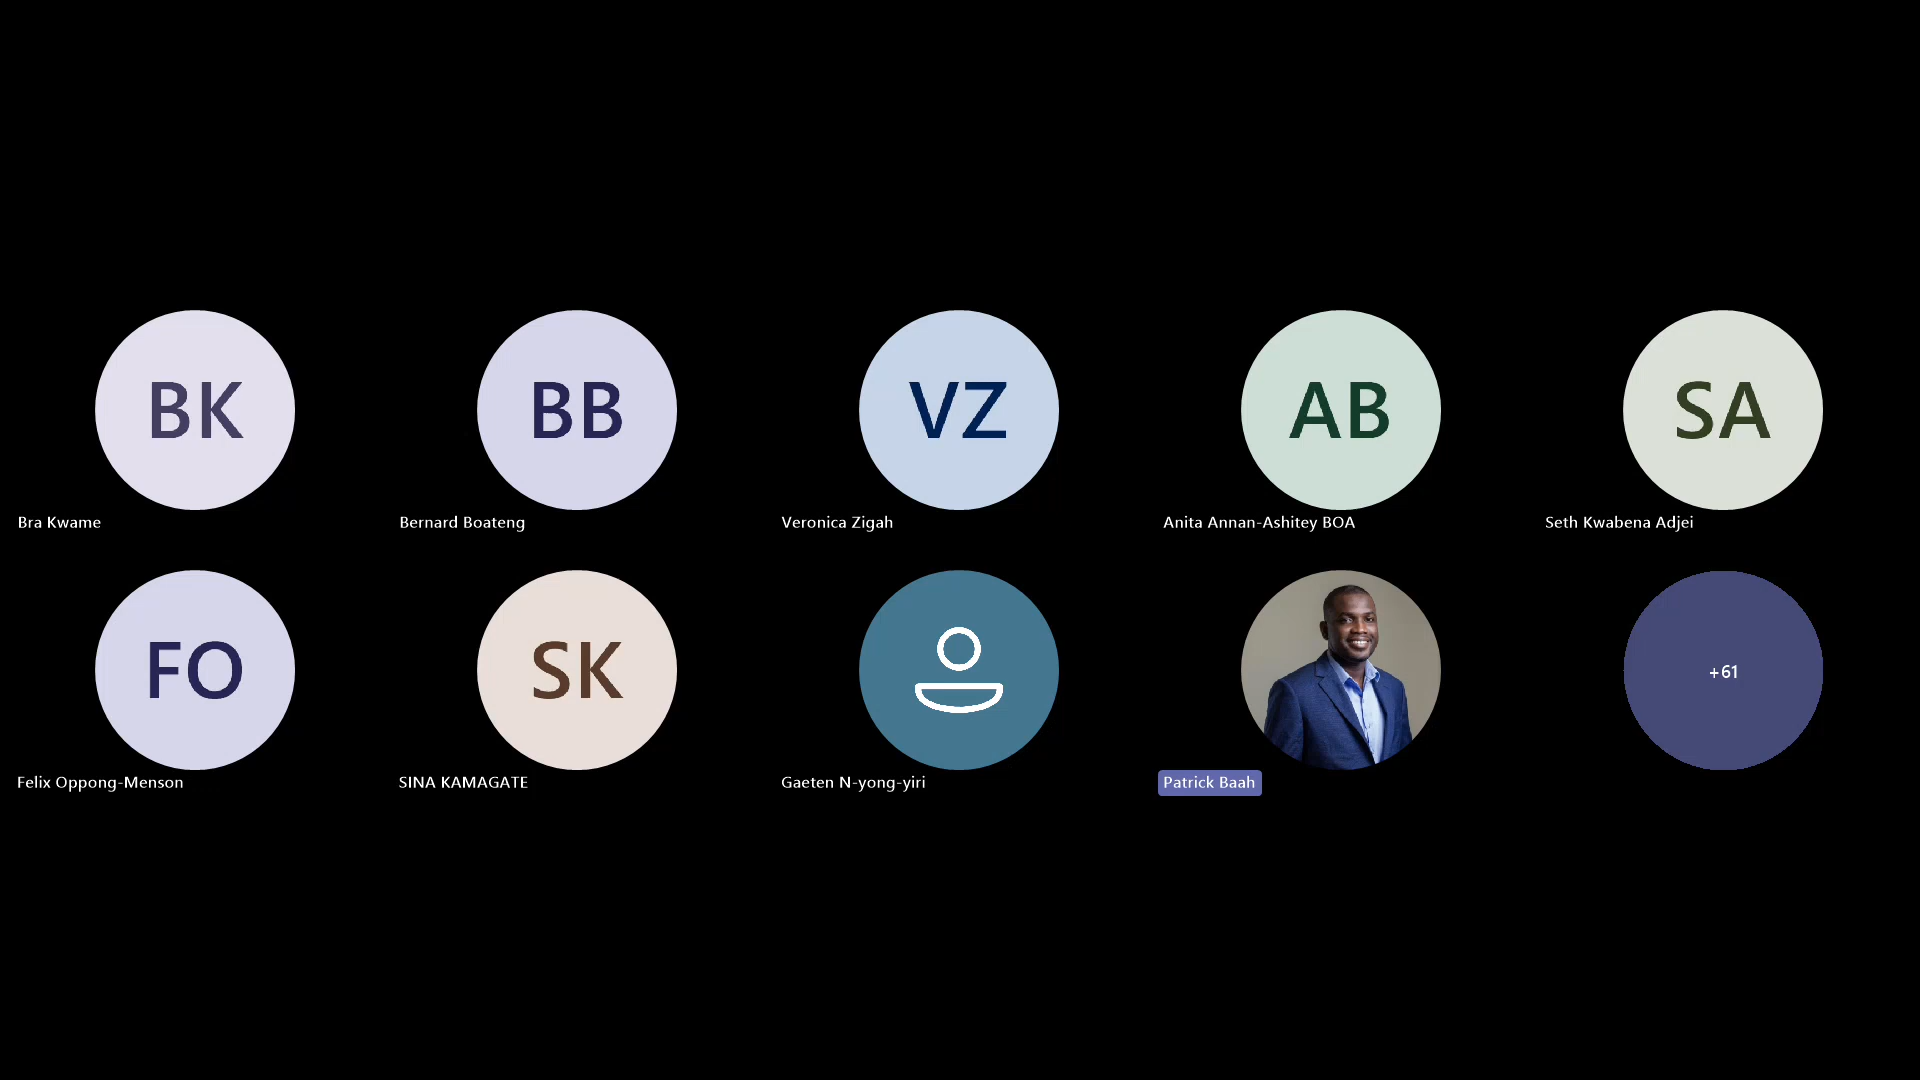 BK
BB
VZ
AB
SA
Bra Kwame
Bernard Boateng
Veronica Zigah
Anita Annan-Ashitey BOA
Seth Kwabena Adjei
FO
SK
+61
Felix Oppong-Menson
SINA KAMAGATE
Gaeten N-yong-yiri
Patrick Baah